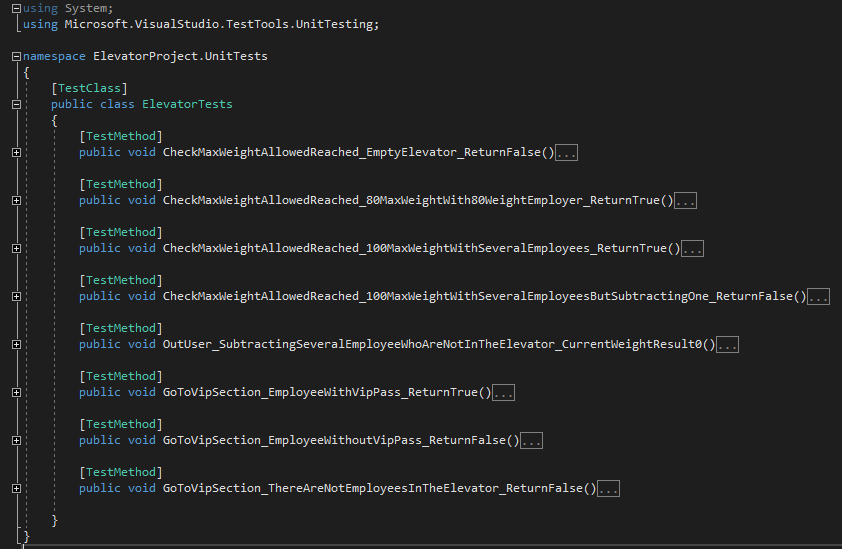 using System;
using Microsoft.VisualStudio.TestTools.UnitTesting;
namespace ElevatorProject.UnitTests
{
[TestClass]
public class ElevatorTests
{
[TestMethod]
public void CheckMaxWeightAllowedReached_EmptyElevator_ReturnFalse()...
[TestMethod]
public void CheckMaxWeightAllowedReached_80MaxWeightWith80WeightEmployer_ReturnTrue()...
[TestMethod]
public void CheckMaxWeightAllowedReached_100MaxWeightWithSeveralEmployees_ReturnTrue()...
[TestMethod]
public void CheckMaxWeightAllowedReached_100MaxWeightWithSeveralEmployeesButSubtractingOne_ReturnFalse()...
[TestMethod]
public void OutUser_SubtractingSeveralEmployeeWhoAreNotInTheElevator_CurrentWeightResult0()...
[TestMethod]
public void GoToVipSection_EmployeeWithVipPass_ReturnTrue()...
[TestMethod]
public void GoToVipSection_EmployeeWithoutVipPass_ReturnFalse()...
[TestMethod]
public void GoToVipSection_ThereAreNotEmployeesInTheElevator_ReturnFalse()...
}
}